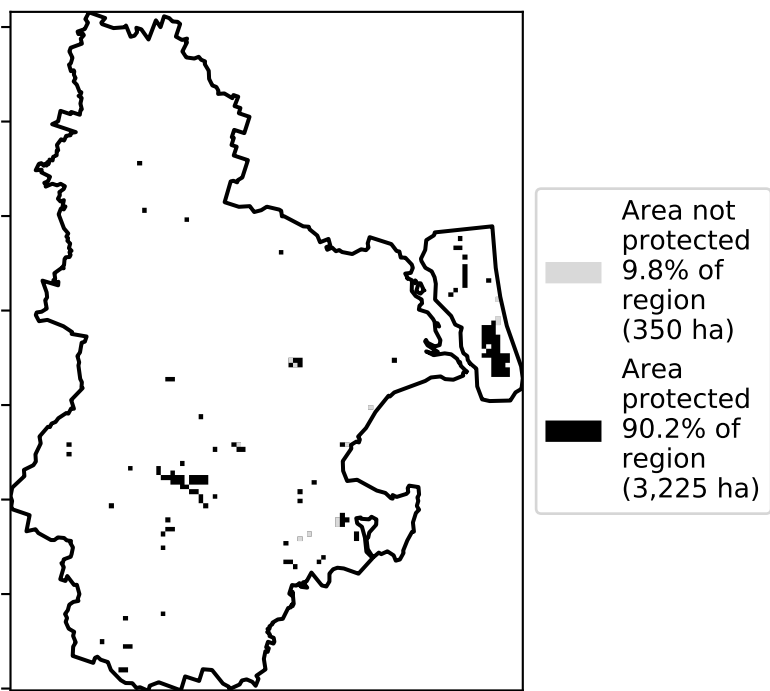 Area not
protected
9.8% of
region
(350 ha)
Area
protected
90.2% of
region
(3,225 ha)